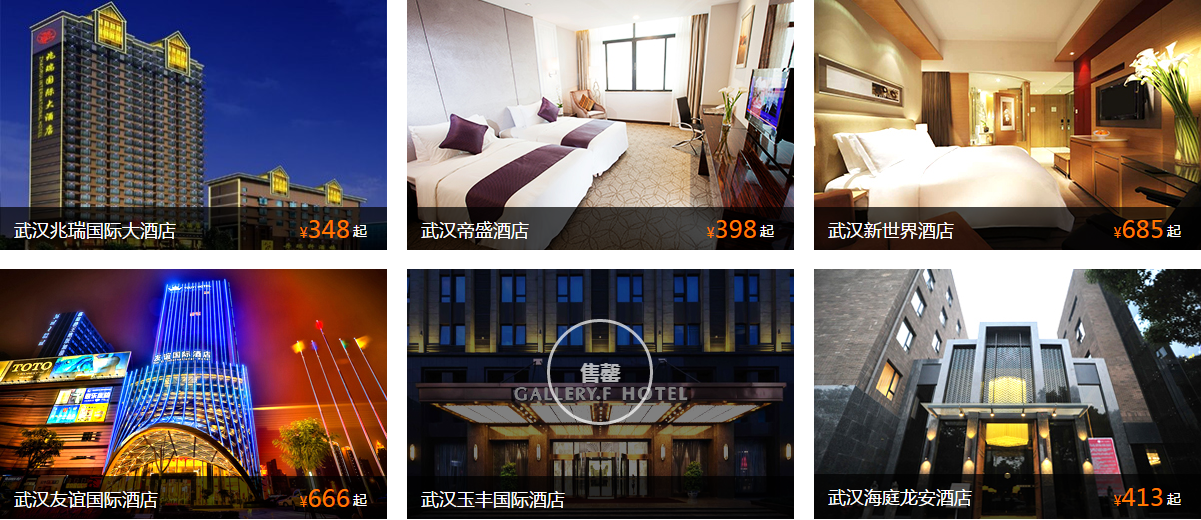 兆瑞国际大酒店
武汉兆瑞国际大酒店
¥348起
武汉帝盛酒店
¥398起
武汉新世界酒店
¥685起
TOTO
友谊国际酒店
武汉友谊国际酒店
¥666起
售罄
GALLERY.F HOTEL
武汉玉丰国际酒店
武汉海庭龙安酒店
¥413起